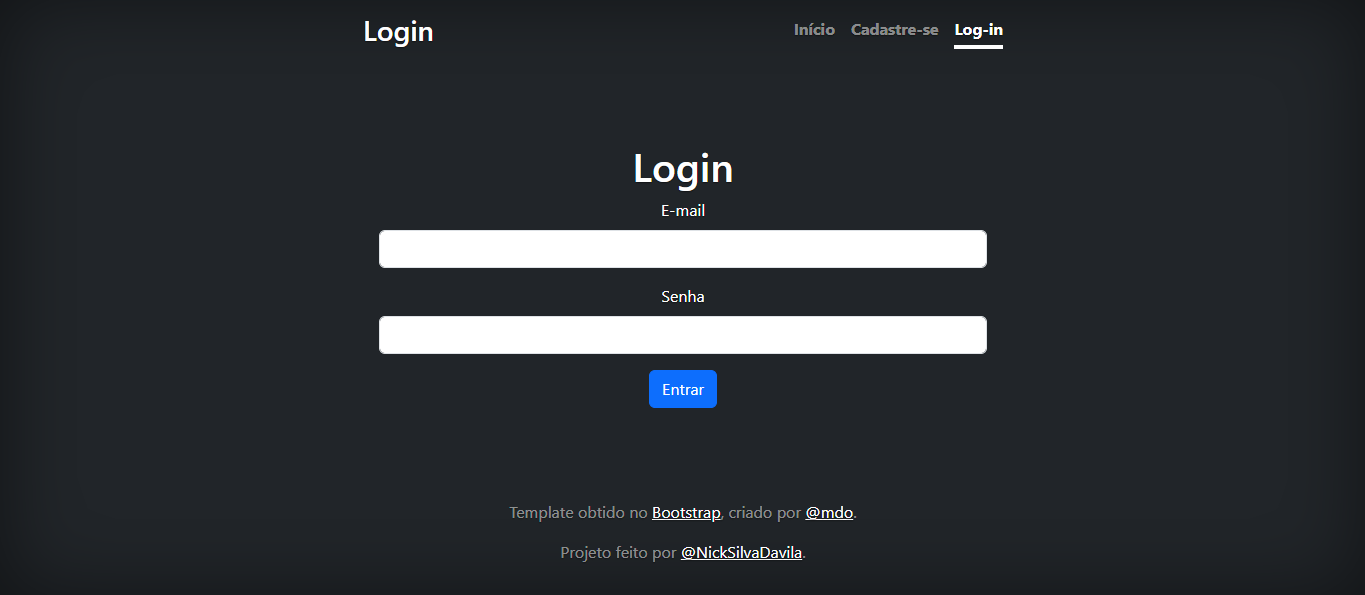 Login
Início Cadastre-se Log-in
Login
E-mail
Senha
Entrar
Template obtido no Bootstrap, criado por @mdo.
Projeto feito por @NickSilvaDavila.